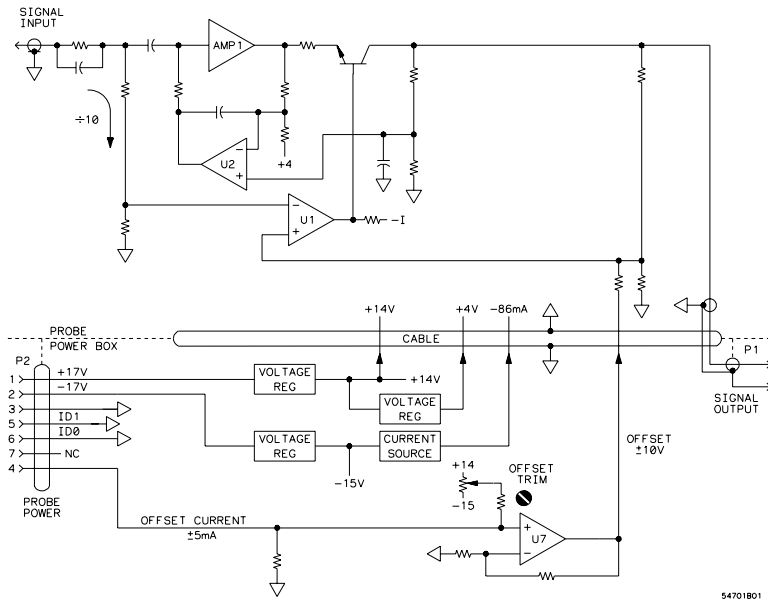 SIGNAL
INPUT
AMP1
÷10
U2
-
+
+4
-
+
U1
-I
+14V
+4V
-86mA
PROBE
POWER BOX
CABLE
P2
P1
1
+17V
VOLTAGE
REG
+14V
2
-17V
VOLTAGE
REG
3
5
ID1
6
ID0
7
NC
4
VOLTAGE
REG
CURRENT
SOURCE
-15V
SIGNAL
OUTPUT
OFFSET
±10V
+14
-15
OFFSET
TRIM
PROBE
POWER
OFFSET CURRENT
±5mA
+
-
U7
54701B01